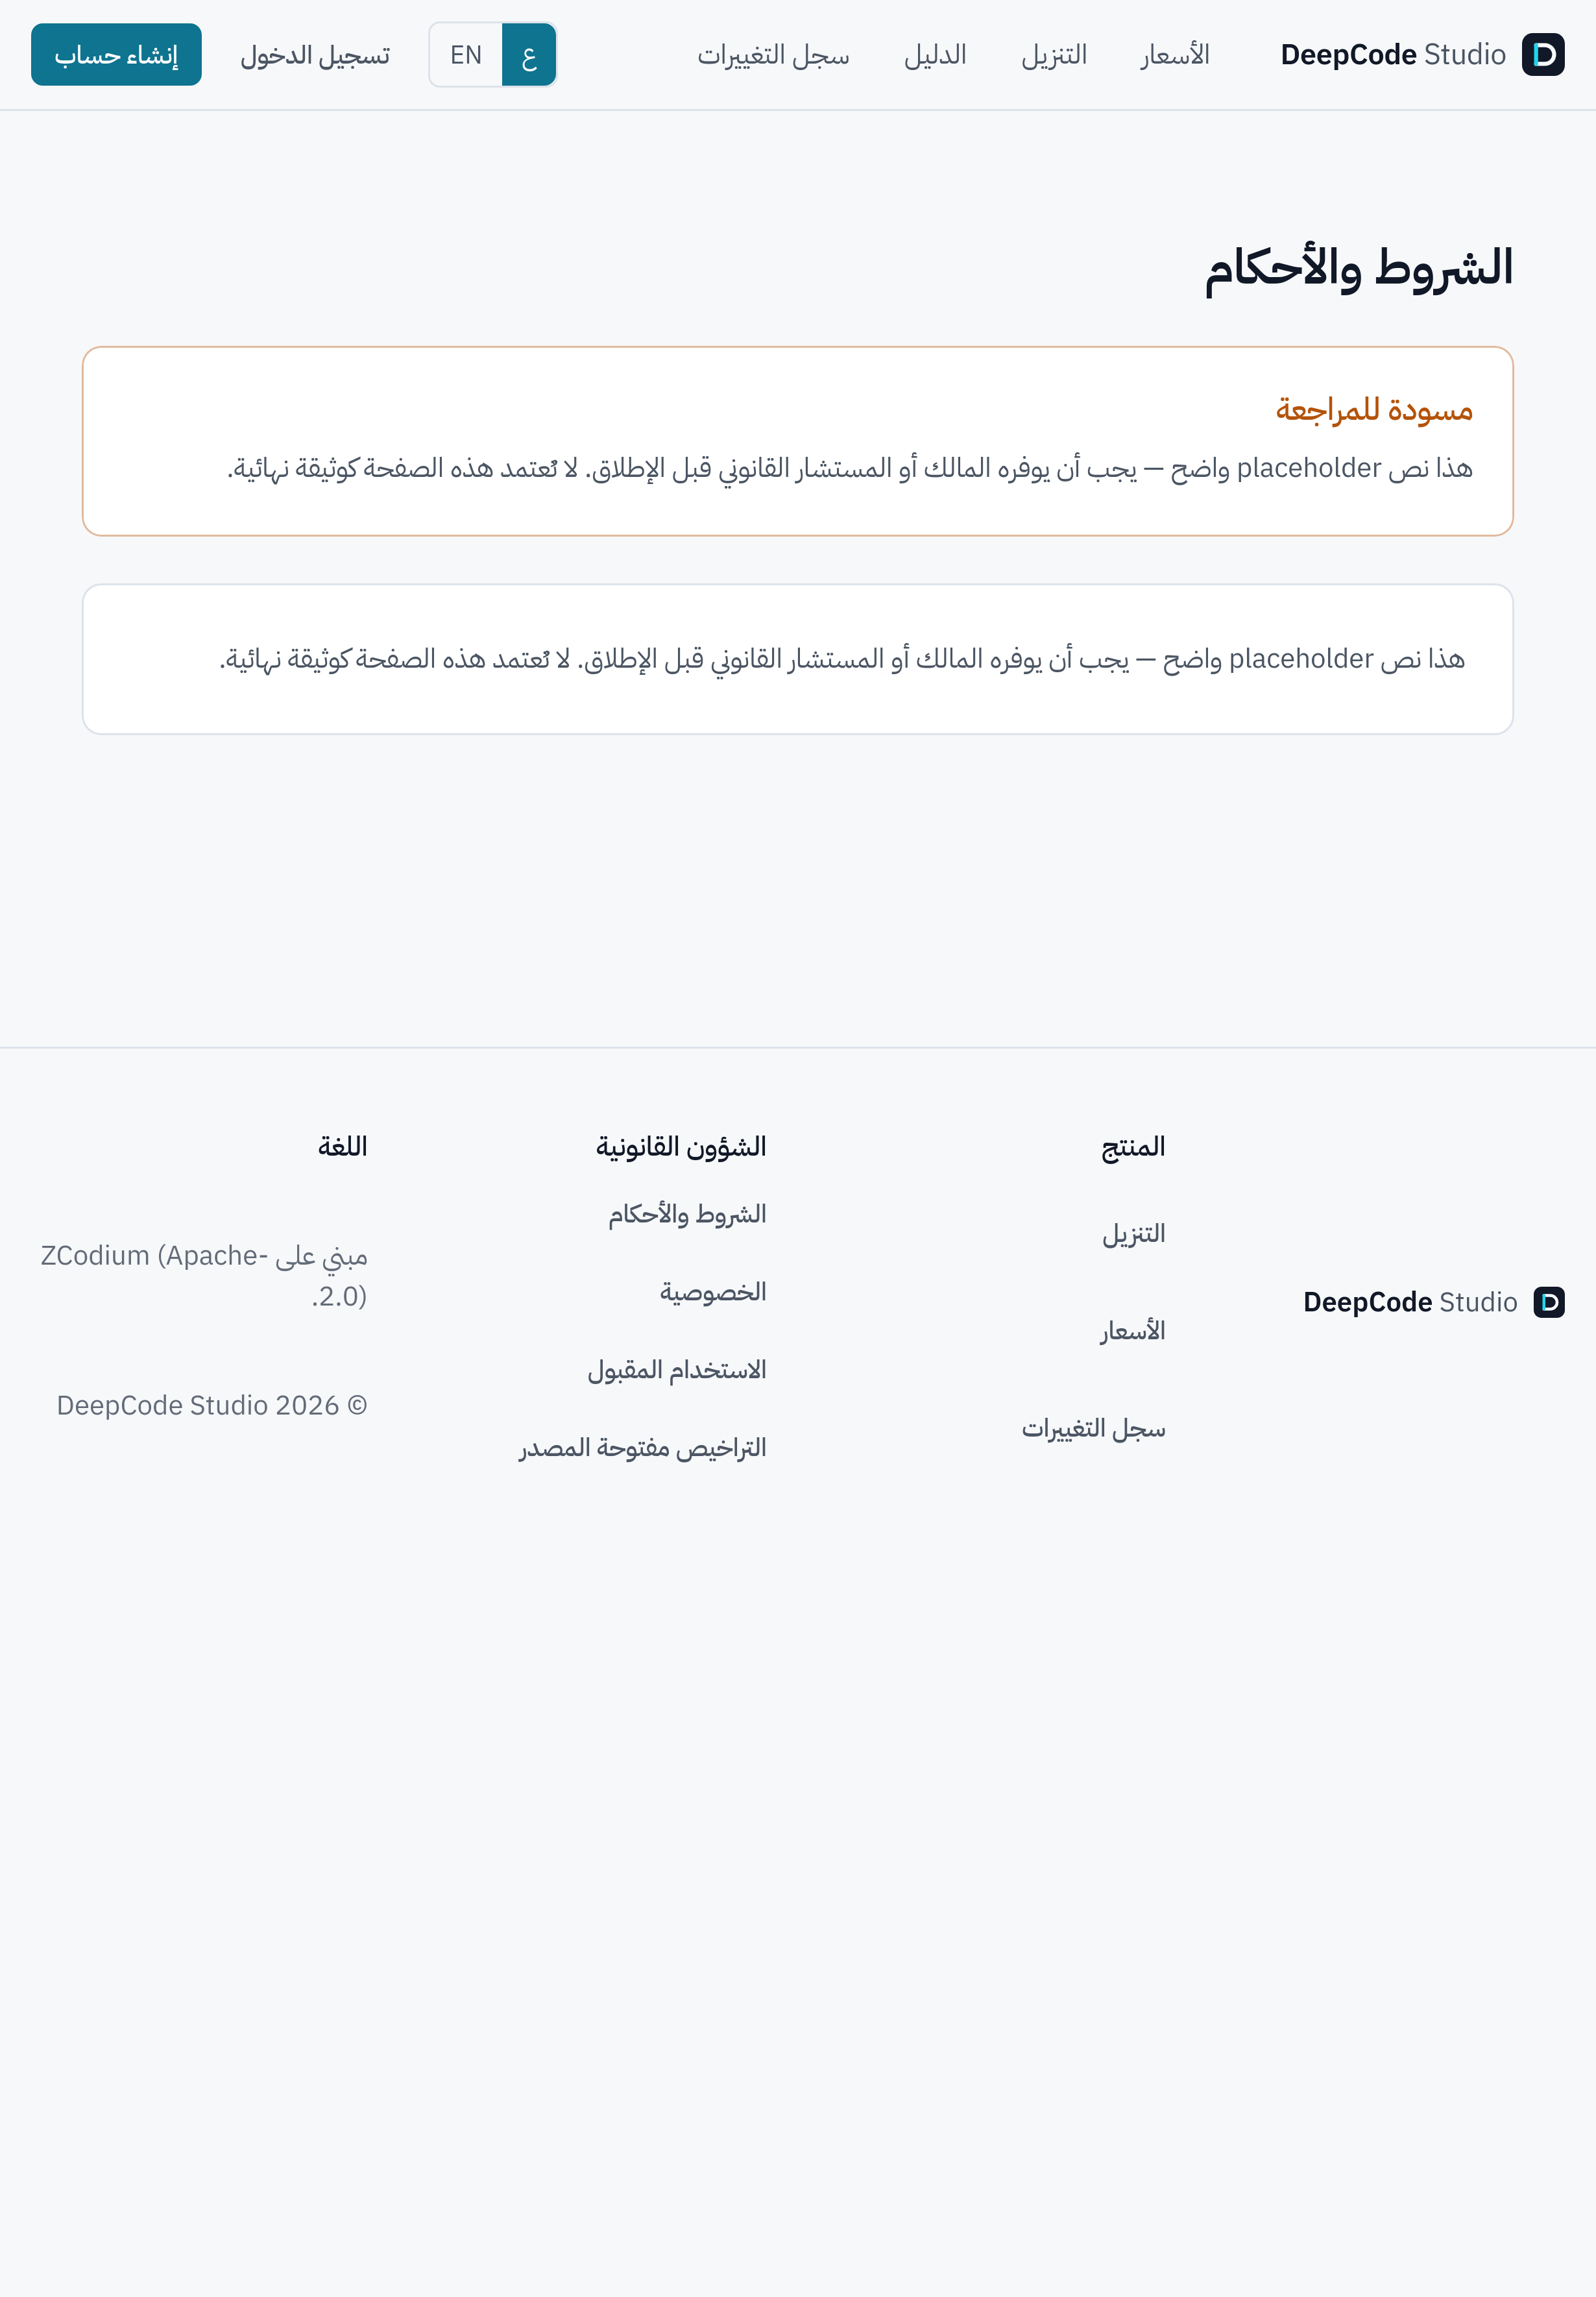 DeepCode Studio
الأسعار
التنزيل
الدليل
سجل التغييرات
ع
EN
تسجيل الدخول
إنشاء حساب
الشروط والأحكام
مسودة للمراجعة
هذا نص placeholder واضح — يجب أن يوفره المالك أو المستشار القانوني قبل الإطلاق. لا تُعتمد هذه الصفحة كوثيقة نهائية.
هذا نص placeholder واضح — يجب أن يوفره المالك أو المستشار القانوني قبل الإطلاق. لا تُعتمد هذه الصفحة كوثيقة نهائية.
DeepCode Studio
المنتج
التنزيل
الأسعار
سجل التغييرات
الشؤون القانونية
الشروط والأحكام
الخصوصية
الاستخدام المقبول
التراخيص مفتوحة المصدر
اللغة
مبني على ZCodium (Apache-
2.0).
© 2026 DeepCode Studio